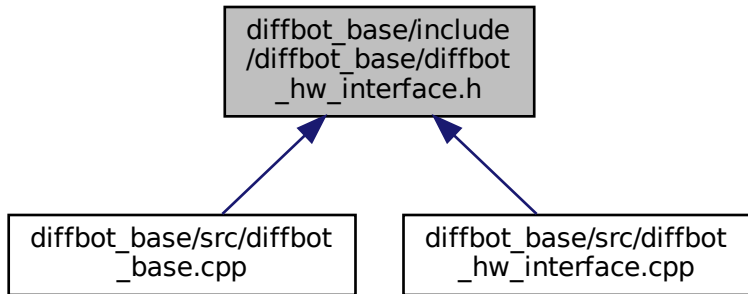 diffbot_base/include
/diffbot_base/diffbot
_hw_interface.h
diffbot_base/src/diffbot
_base.cpp
diffbot_base/src/diffbot
_hw_interface.cpp